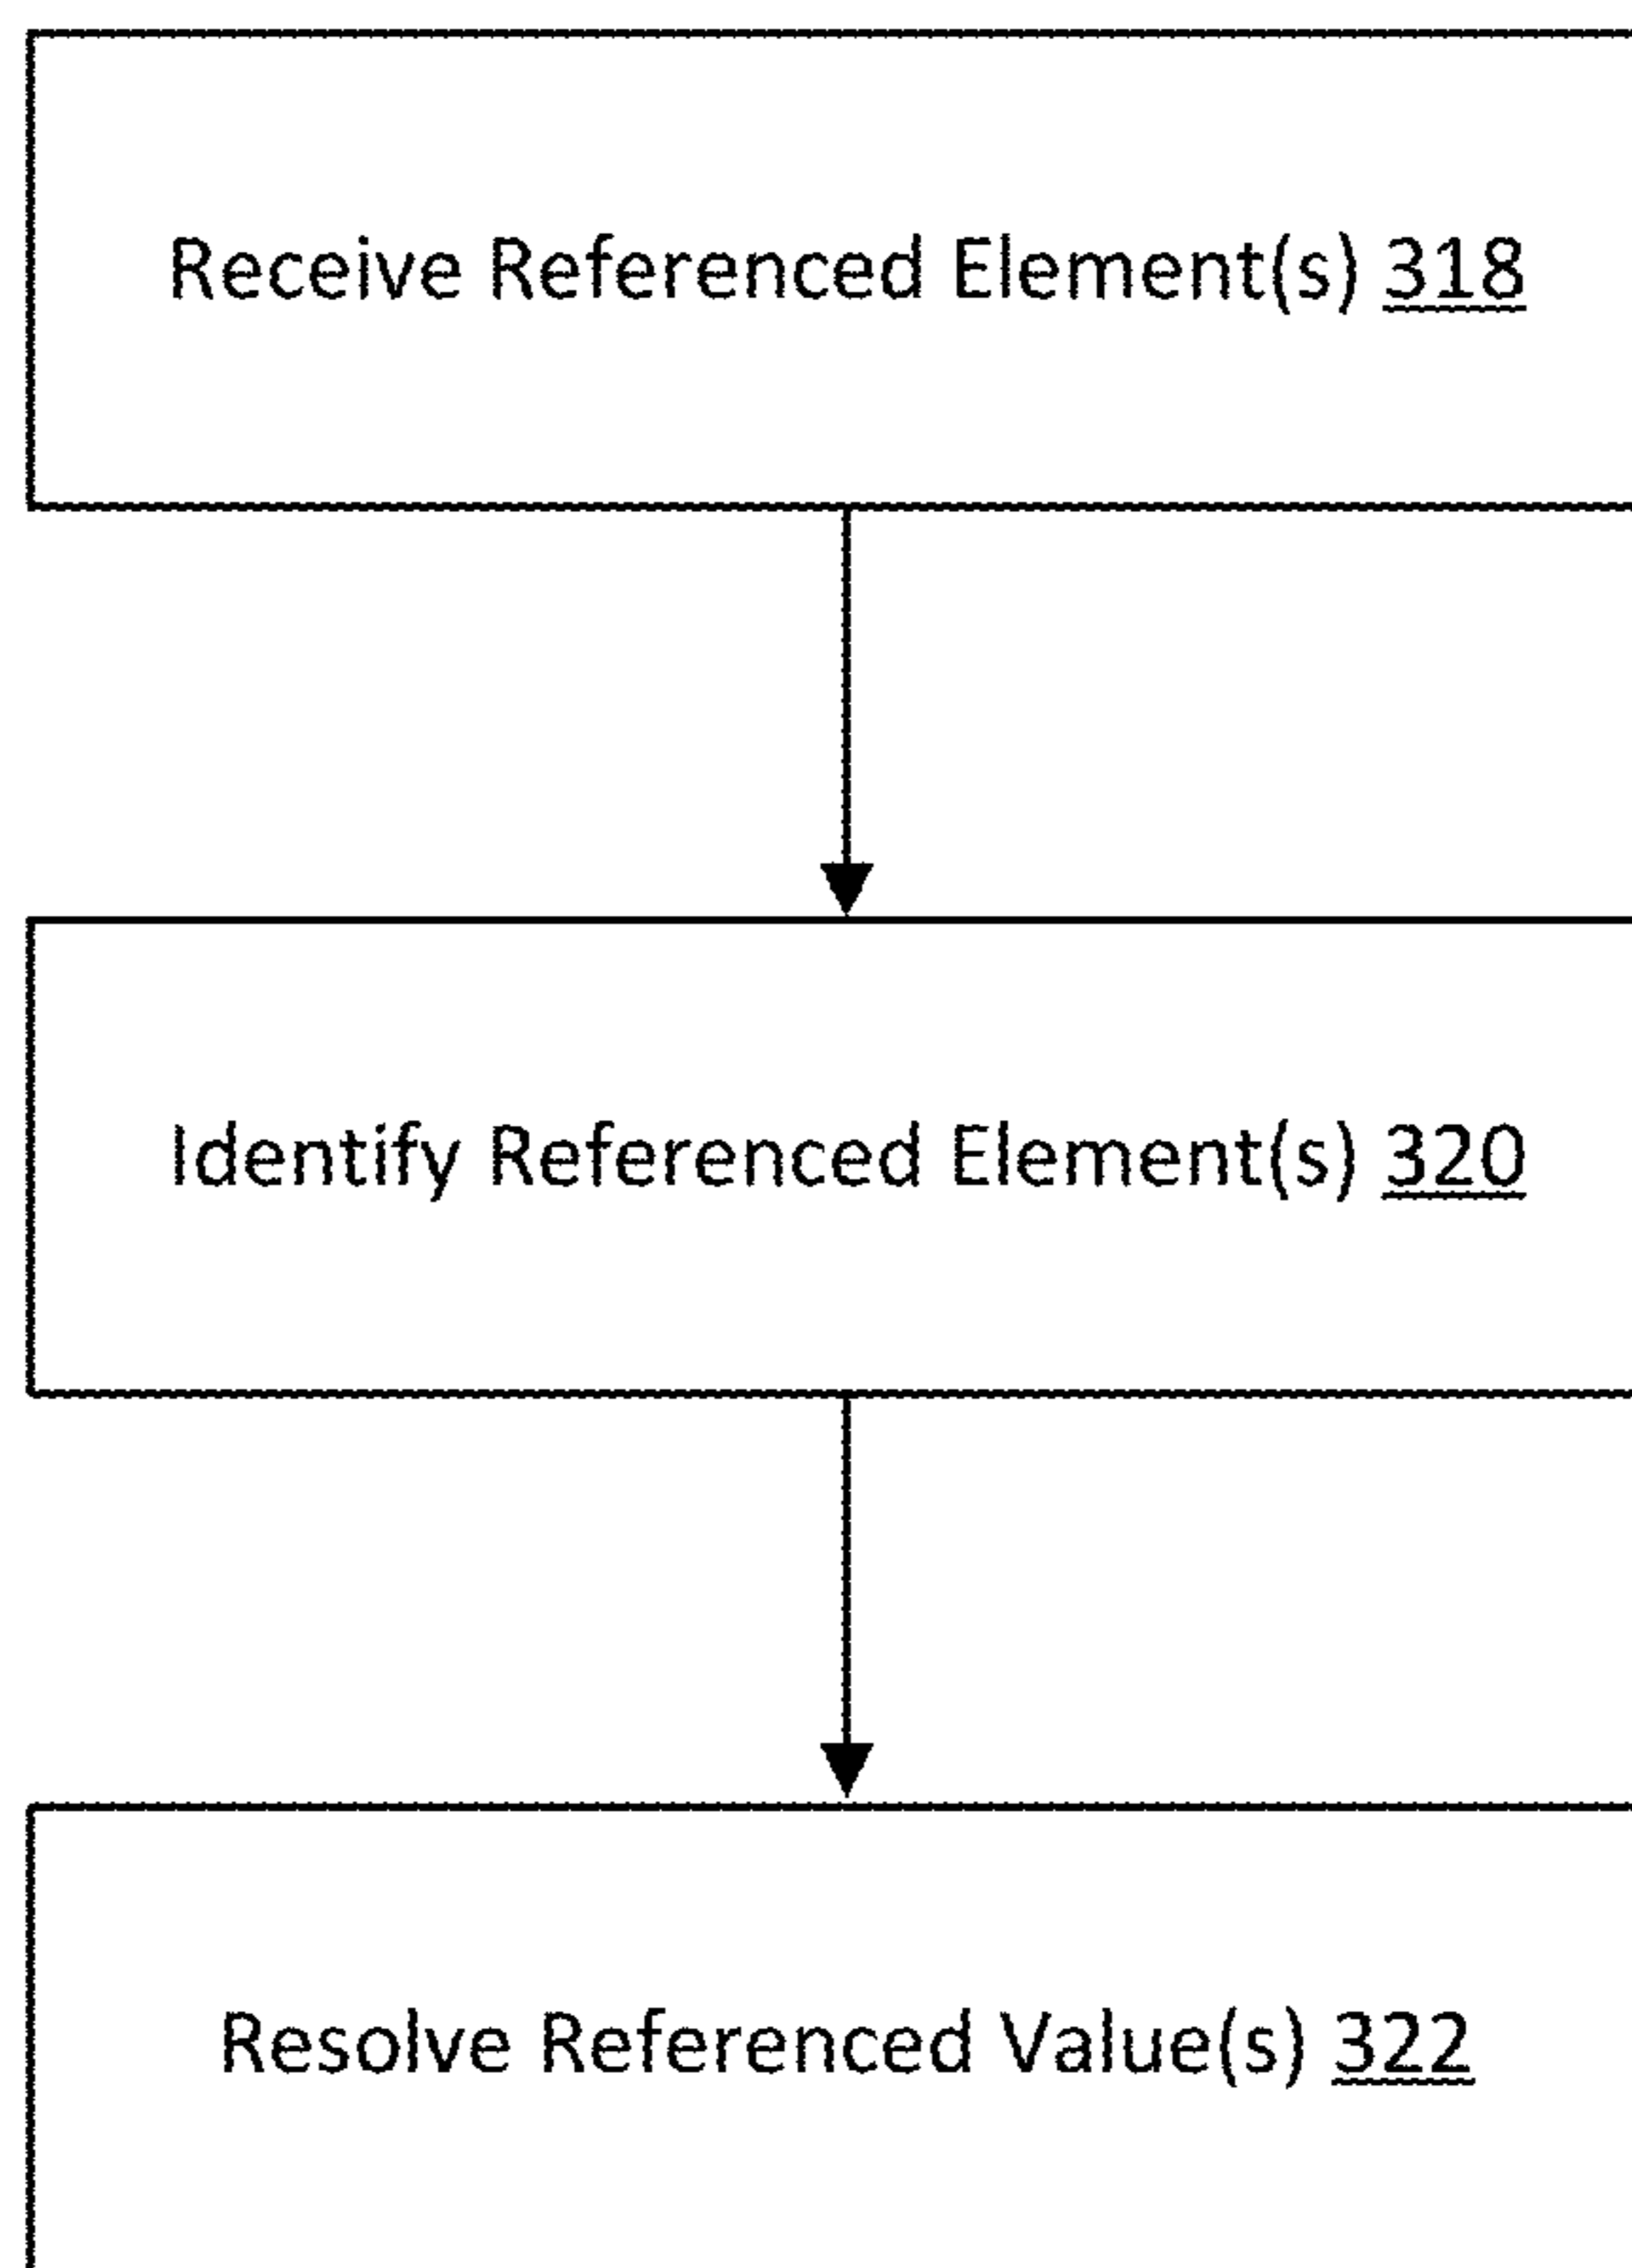 Receive Referenced Element(s) 318
Identify Referenced Element(s) 320
Resolve Referenced Value(s) 322